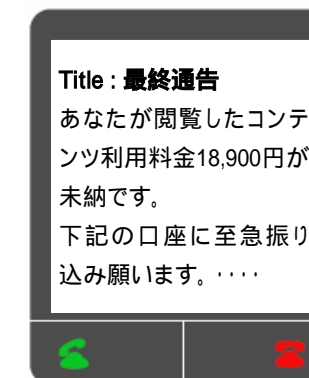 Title : 最終通告
あなたが閲覧したコンテ
ンツ利用料金18,900円が
未納です。
下記の口座に至急振り
込み願います。‥‥